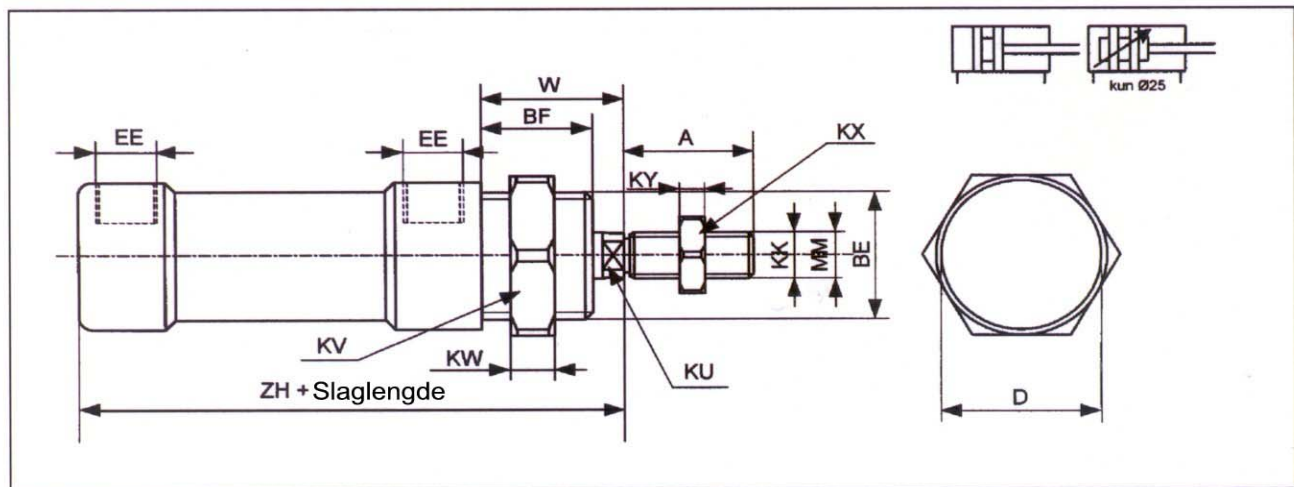 kun Ø25
W
BF
EE
EE
A
KX
KY
KK
MM
BE
KV
KW
KU
ZH + Slaglengde
D